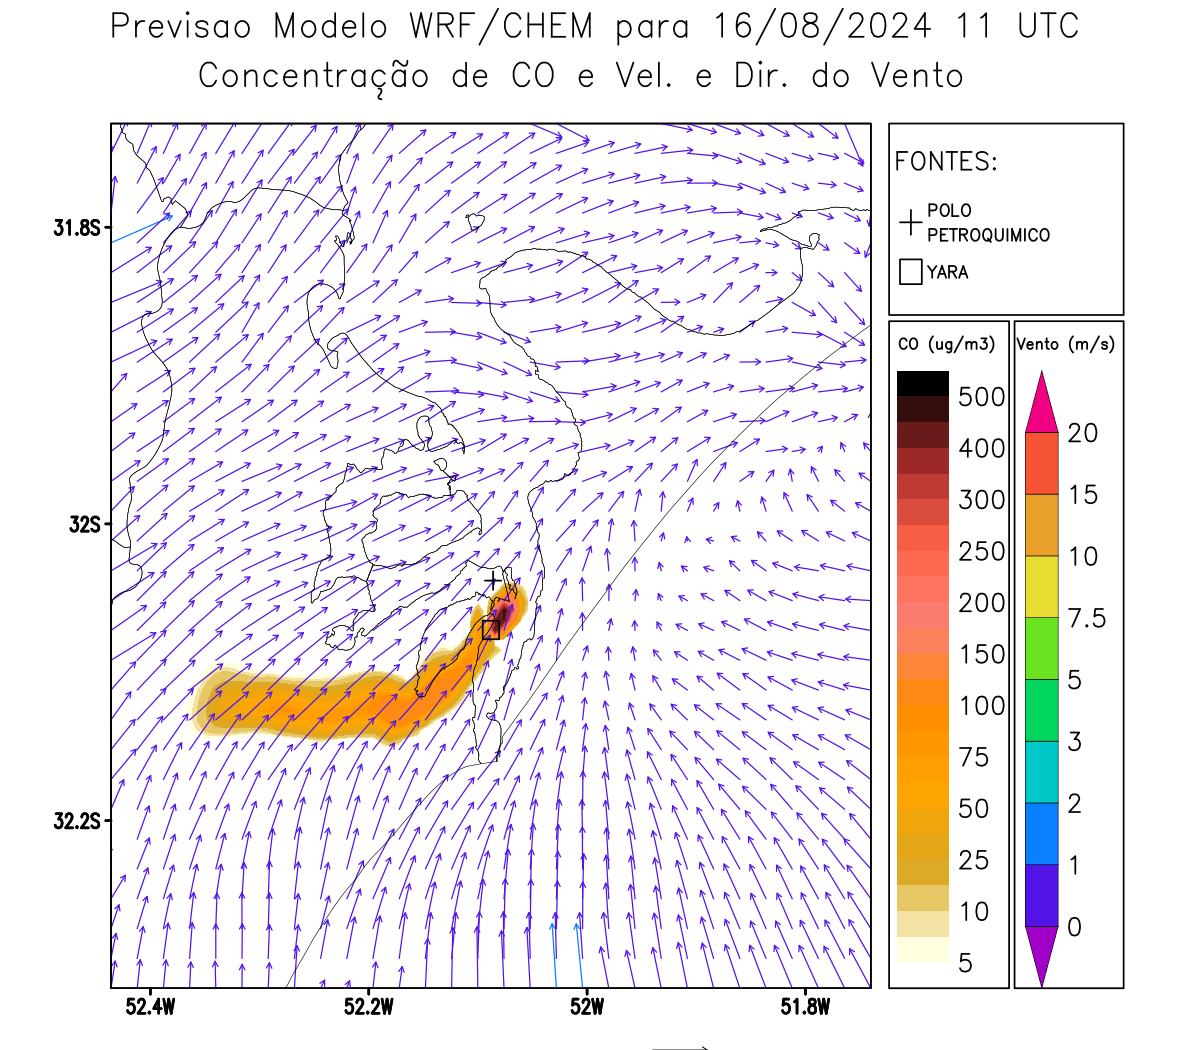 Previsao Modelo WRF/CHEM para 16/08/2024 11 UTC
Concentração de CO e Vel. e Dir. do Vento
FONTES:
POLO
PETROQUIMICO
YARA
CO (ug/m3)
500
400
300
250
200
150
100
75
50
25
10
5
Vento (m/s)
20
15
10
7.5
5
3
2
1
0
31.8S
32S
32.2S
52.4W
52.2W
52W
51.8W